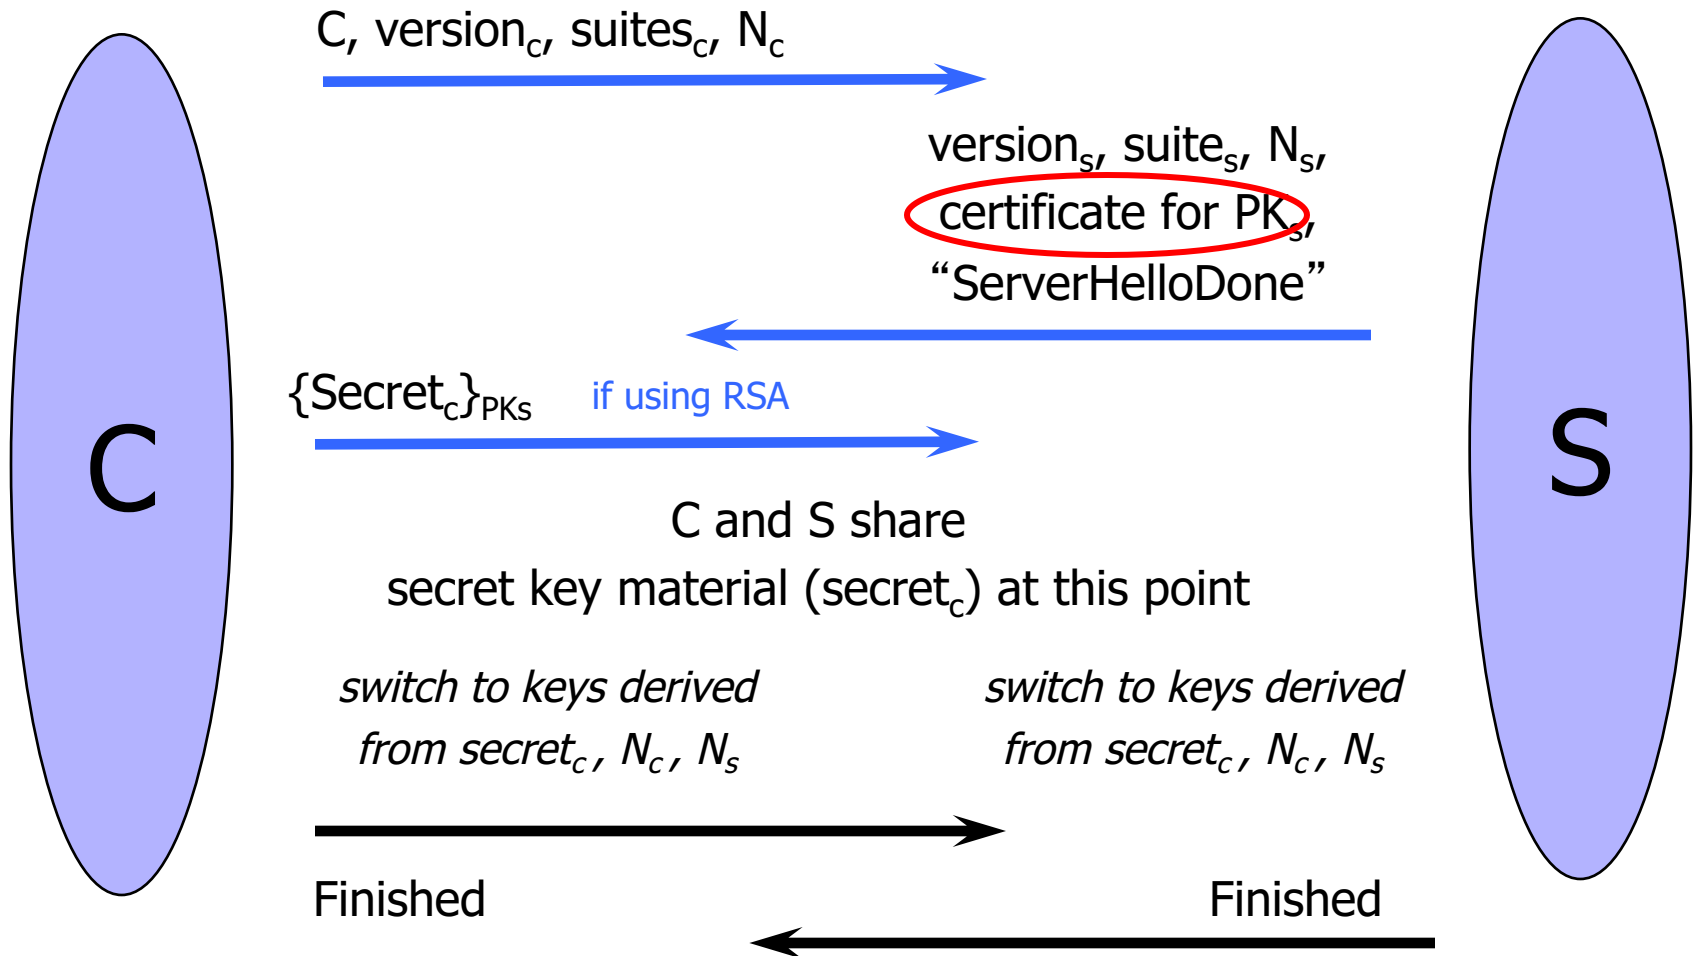 C, version_c, suites_c, N_c
version_s, suite_s, N_s,
certificate for PK_s,
“ServerHelloDone”
{Secret_c}_PKs if using RSA
C
S
C and S share
secret key material (secret_c) at this point
switch to keys derived
from secret_c, N_c, N_s
switch to keys derived
from secret_c, N_c, N_s
Finished
Finished